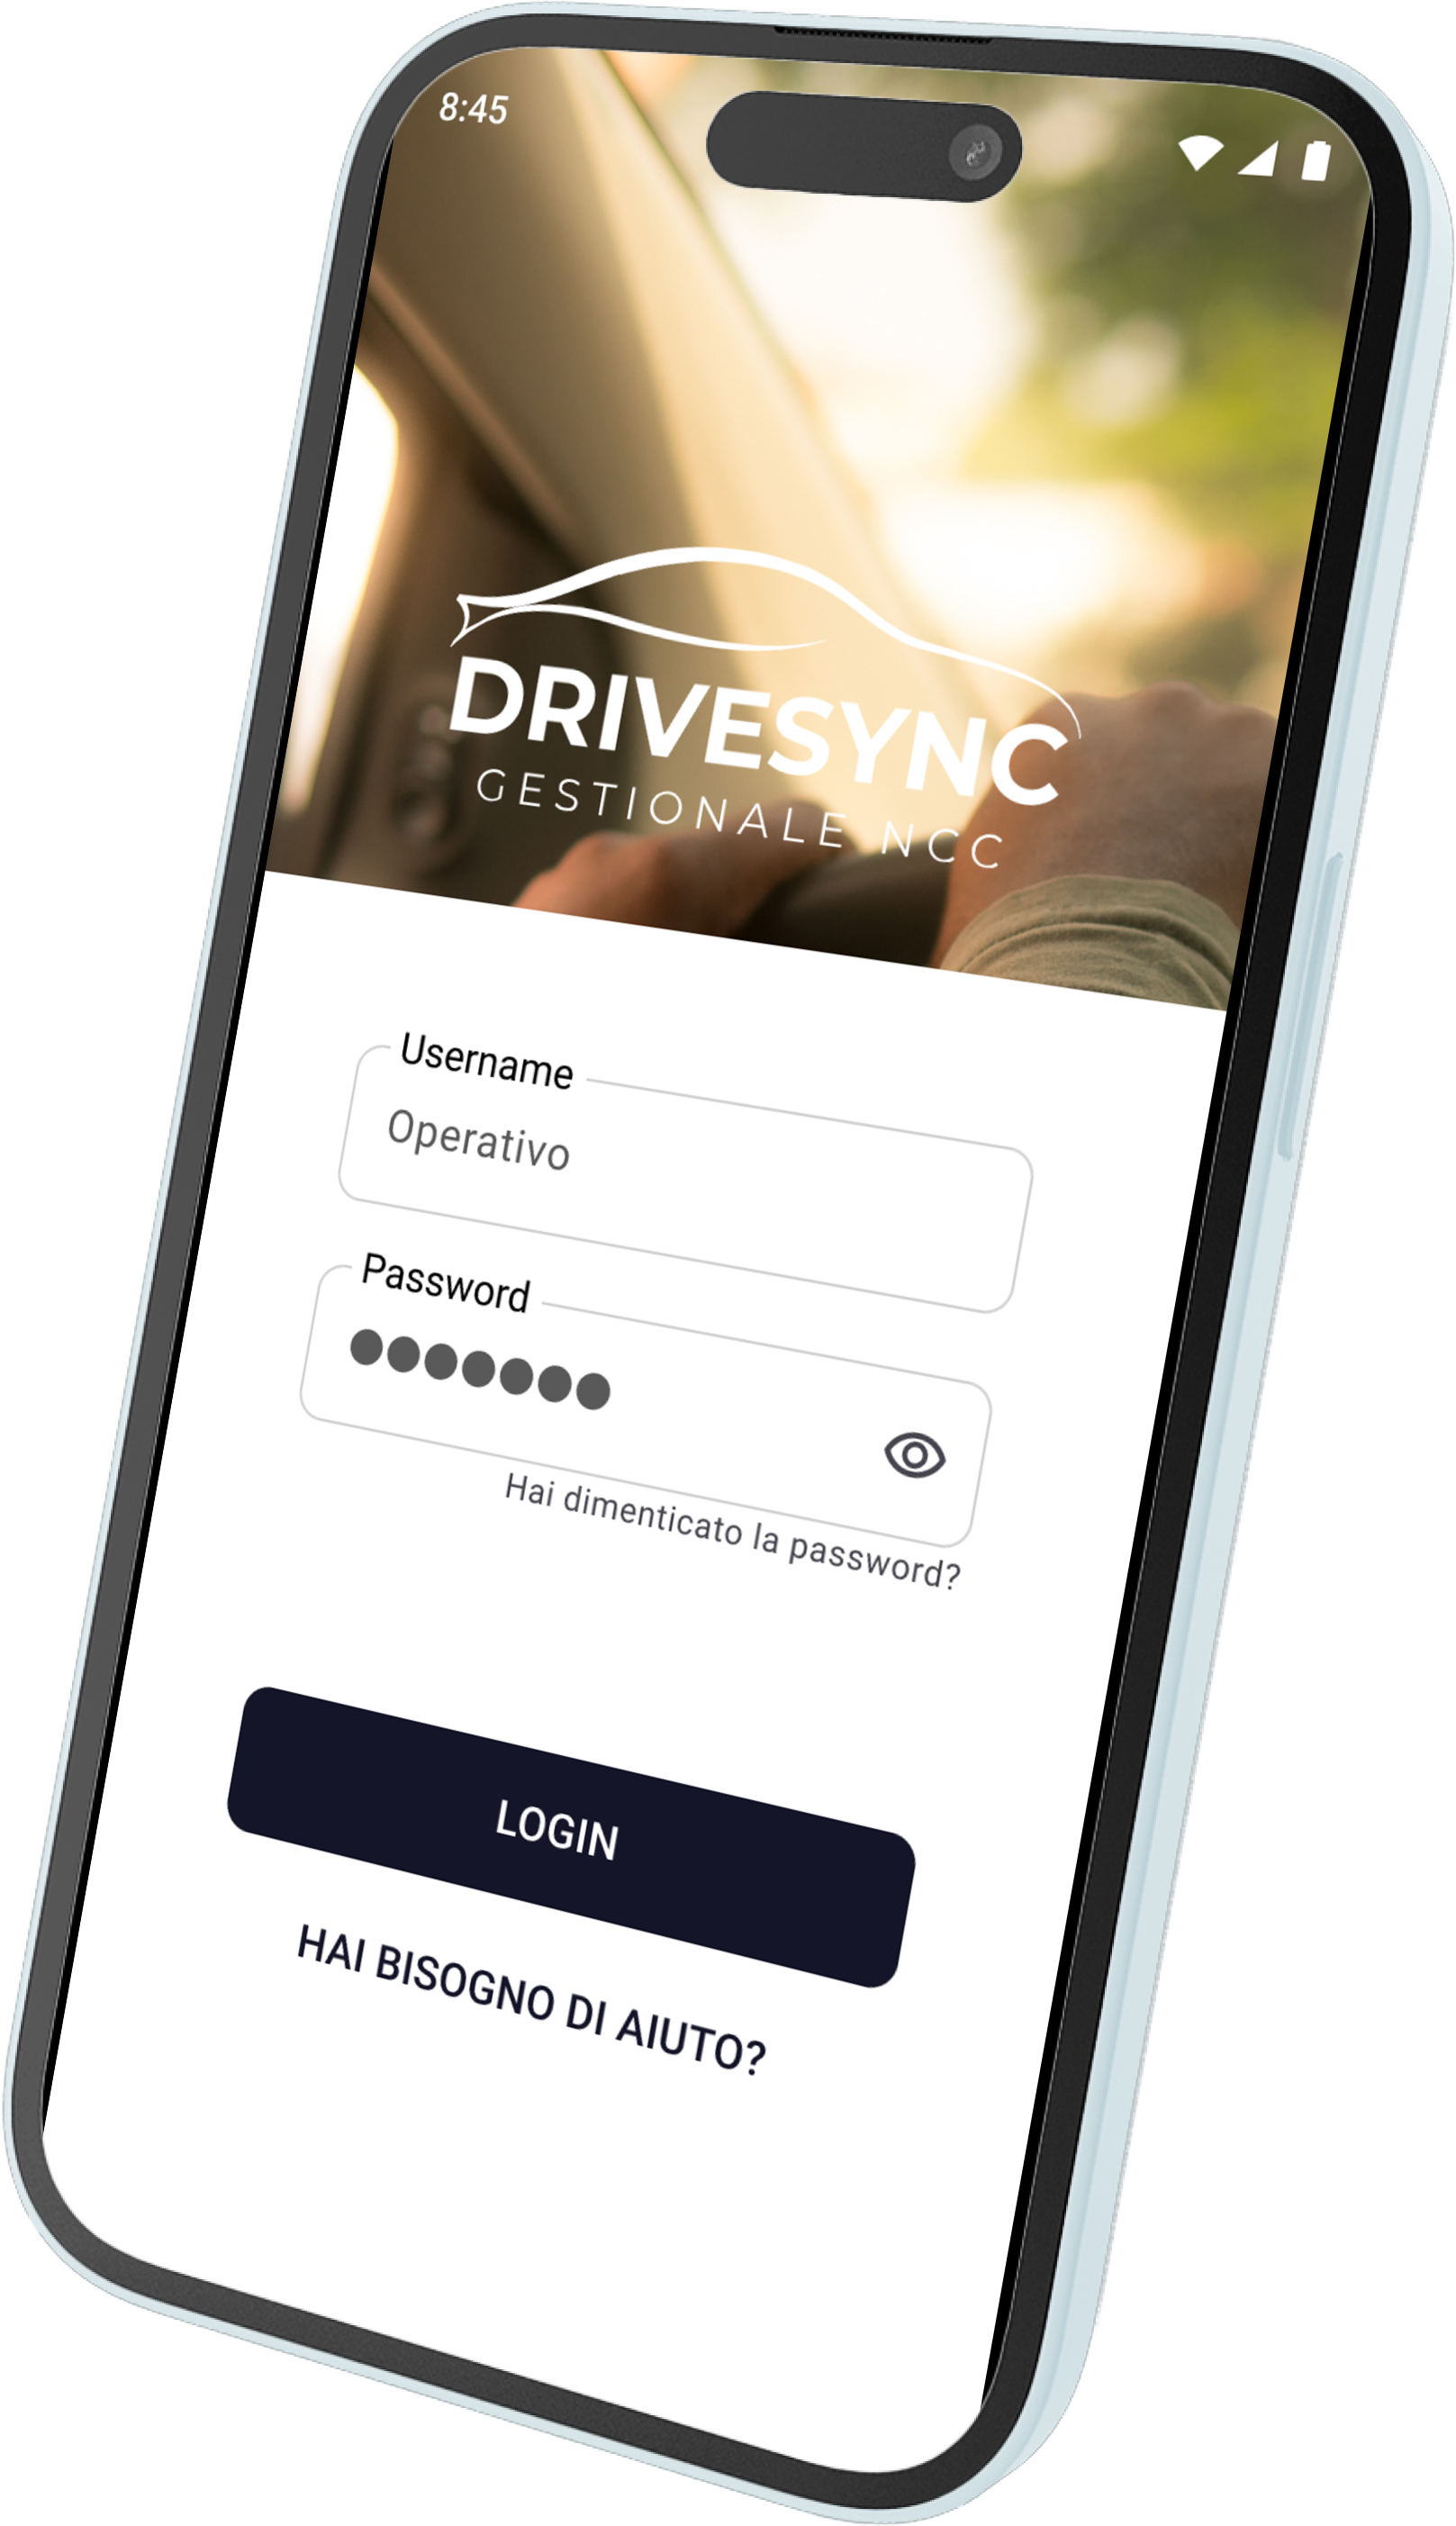 8:45
DRIVESYNC
GESTIONALE NCC
Username
Operativo
Password
●●●●●●●
Hai dimenticato la password?
LOGIN
HAI BISOGNO DI AIUTO?